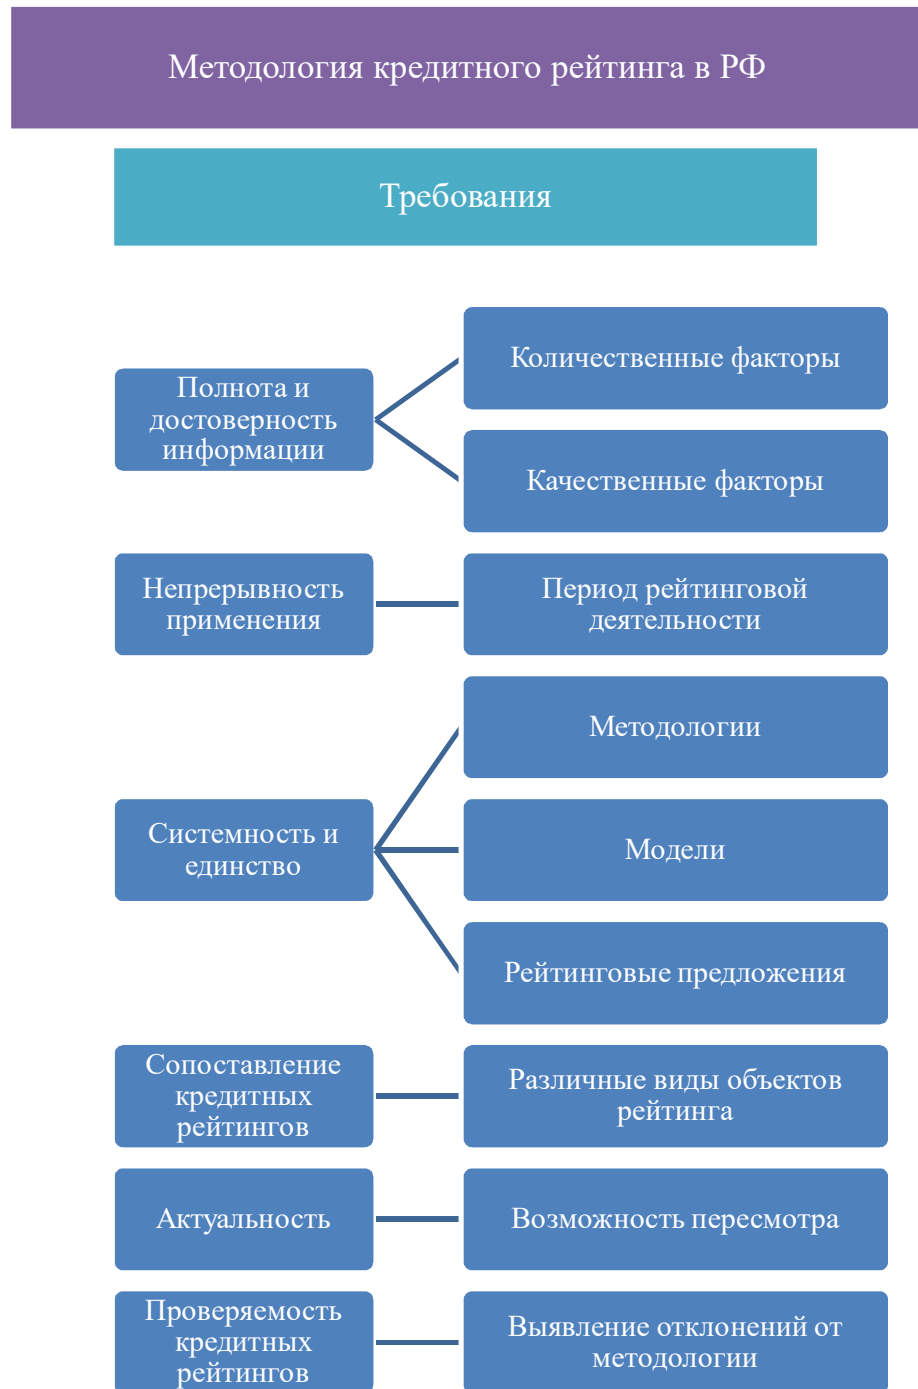 Методология кредитного рейтинга в РФ
Требования
Полнота и
достоверность
информации
Количественные факторы
Качественные факторы
Непрерывность
применения
Период рейтинговой
деятельности
Системность и
единство
Методологии
Модели
Рейтинговые предложения
Сопоставление
кредитных
рейтингов
Различные виды объектов
рейтинга
Актуальность
Возможность пересмотра
Проверяемость
кредитных
рейтингов
Выявление отклонений от
методологии